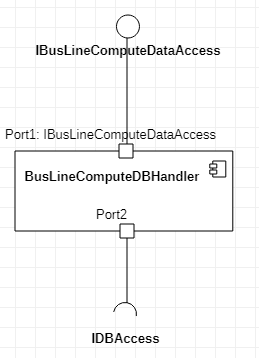 IBusLineComputeDataAccess
Port1: IBusLineComputeDataAccess
BusLineComputeDBHandler
Port2
IDBAccess